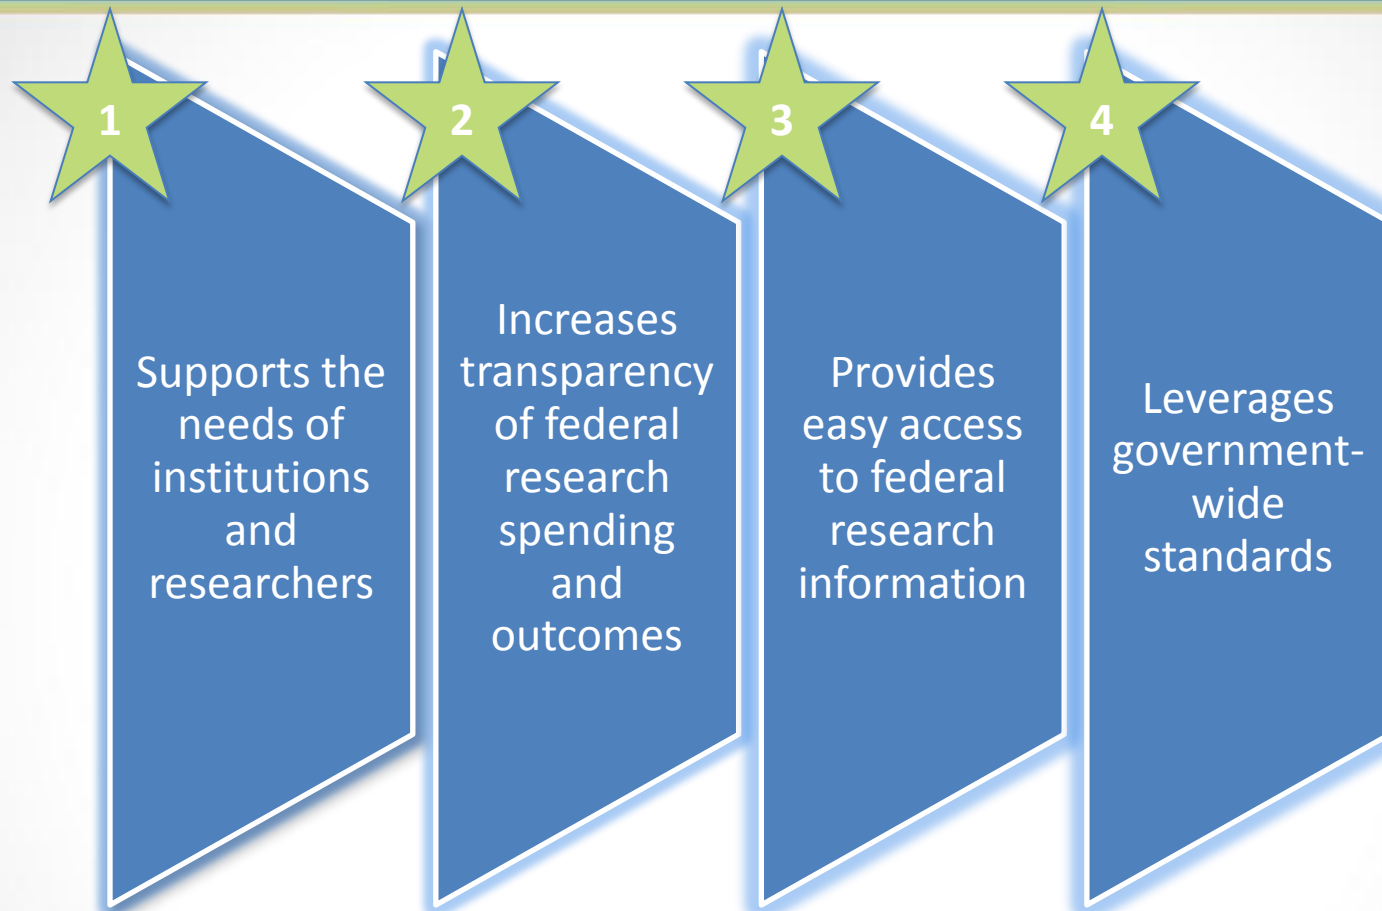 1
Supports the
needs of
institutions
and
researchers
2
Increases
transparency
of federal
research
spending
and
outcomes
3
Provides
easy access
to federal
research
information
4
Leverages
government-
wide
standards